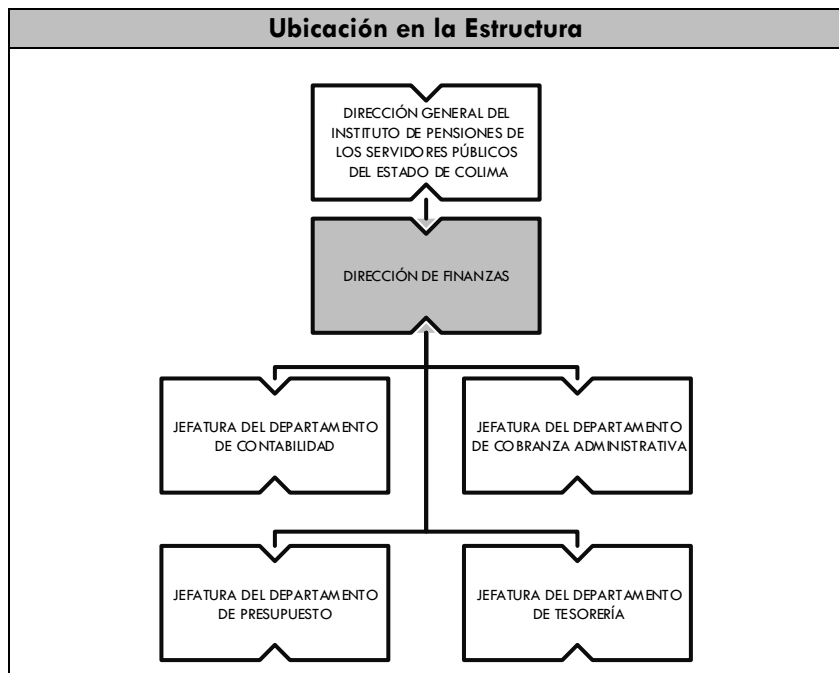 Ubicación en la Estructura
DIRECCIÓN GENERAL DEL
INSTITUTO DE PENSIONES DE
LOS SERVIDORES PÚBLICOS
DEL ESTADO DE COLIMA
DIRECCIÓN DE FINANZAS
JEFATURA DEL DEPARTAMENTO
DE CONTABILIDAD
JEFATURA DEL DEPARTAMENTO
DE COBRANZA ADMINISTRATIVA
JEFATURA DEL DEPARTAMENTO
DE PRESUPUESTO
JEFATURA DEL DEPARTAMENTO
DE TESORERÍA